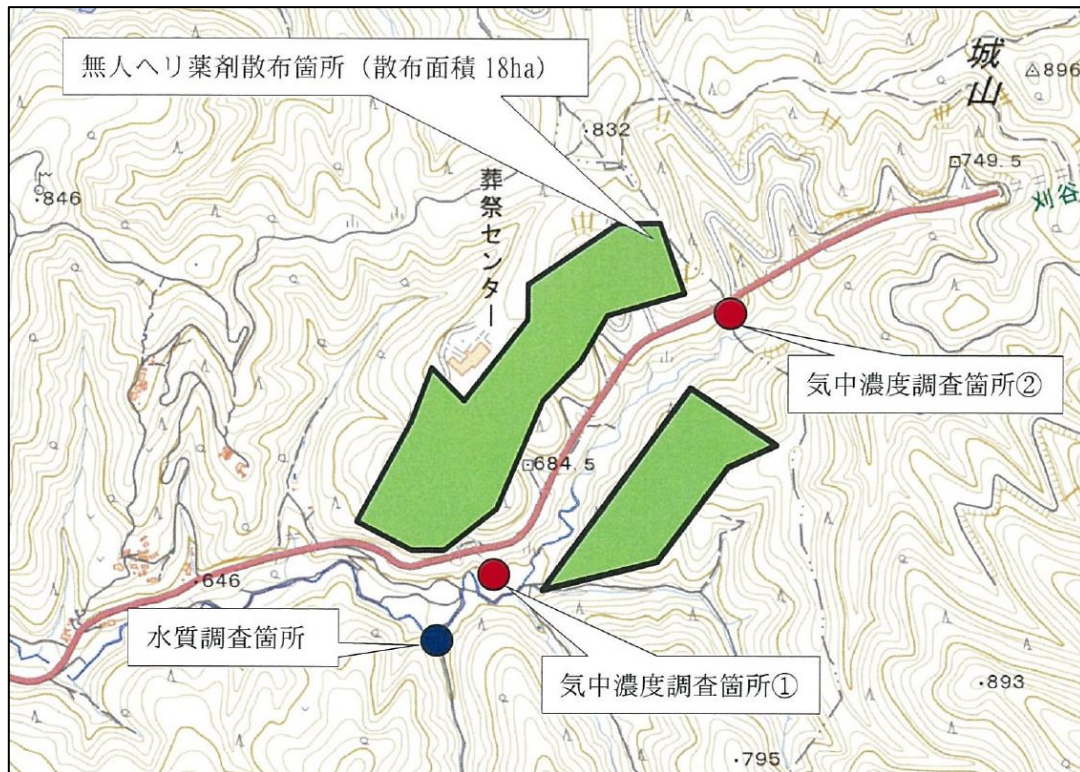 無人ヘリ薬剤散布箇所（散布面積 18ha）
城山
896
832
749.5
刈谷
846
葬祭センター
気中濃度調査箇所②
684.5
646
水質調査箇所
気中濃度調査箇所①
893
795